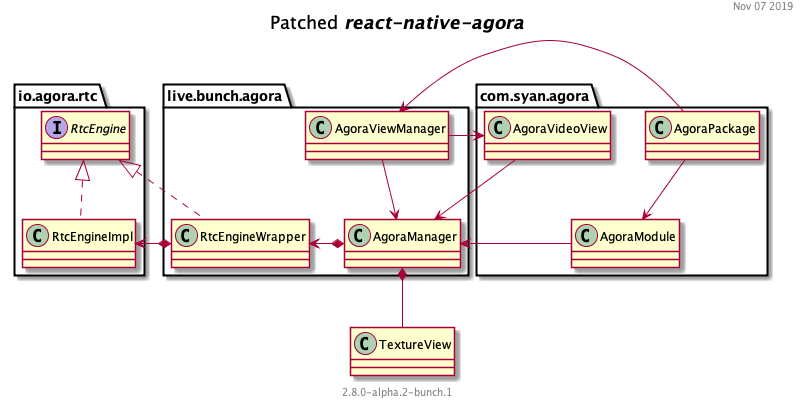 Nov 07 2019
Patched react-native-agora
io.agora.rtc
live.bunch.agora
com.syan.agora
I RtcEngine
C AgoraViewManager
C AgoraVideoView
C AgoraPackage
C RtcEngineImpl
C RtcEngineWrapper
C AgoraManager
C AgoraModule
C TextureView
2.8.0-alpha.2-bunch.1